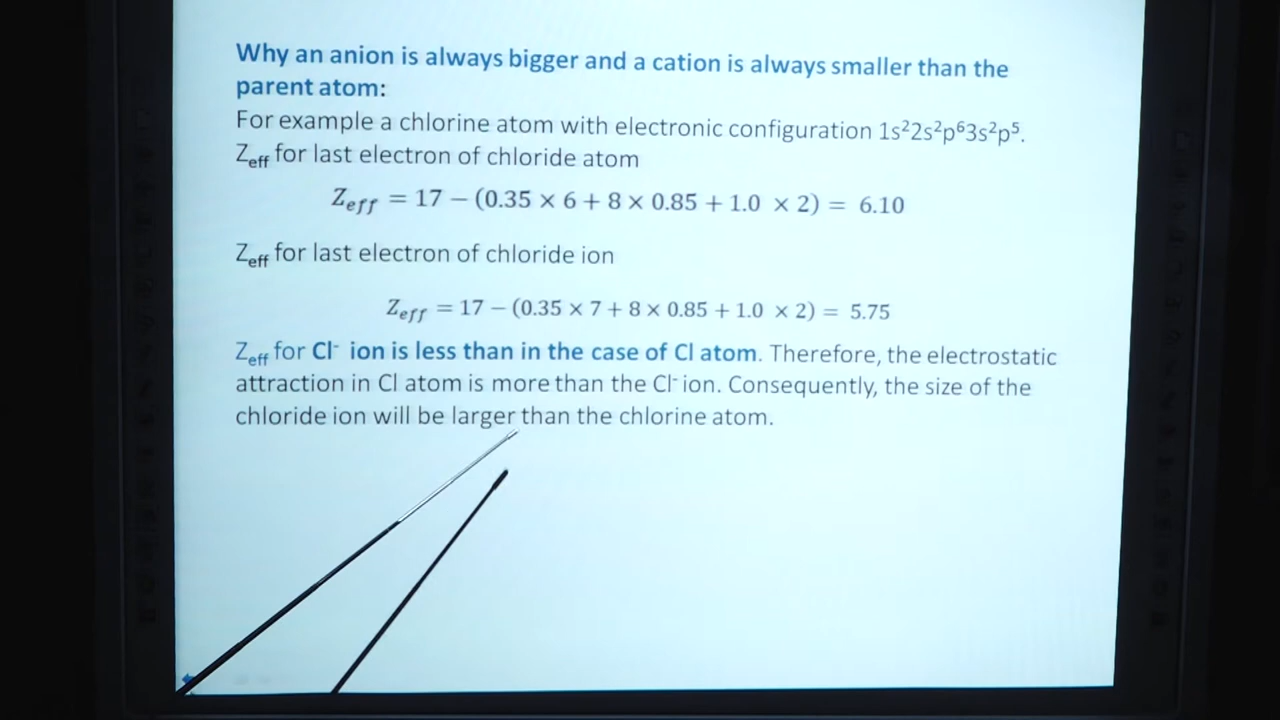 Why an anion is always bigger and a cation is always smaller than the
parent atom:
For example a chlorine atom with electronic configuration 1s²2s²p⁶3s²p⁵.
Zeff for last electron of chloride atom
Zeff = 17 − (0.35 × 6 + 8 × 0.85 + 1.0 × 2) = 6.10
Zeff for last electron of chloride ion
Zeff = 17 − (0.35 × 7 + 8 × 0.85 + 1.0 × 2) = 5.75
Zeff for Cl⁻ ion is less than in the case of Cl atom. Therefore, the electrostatic
attraction in Cl atom is more than the Cl⁻ ion. Consequently, the size of the
chloride ion will be larger than the chlorine atom.